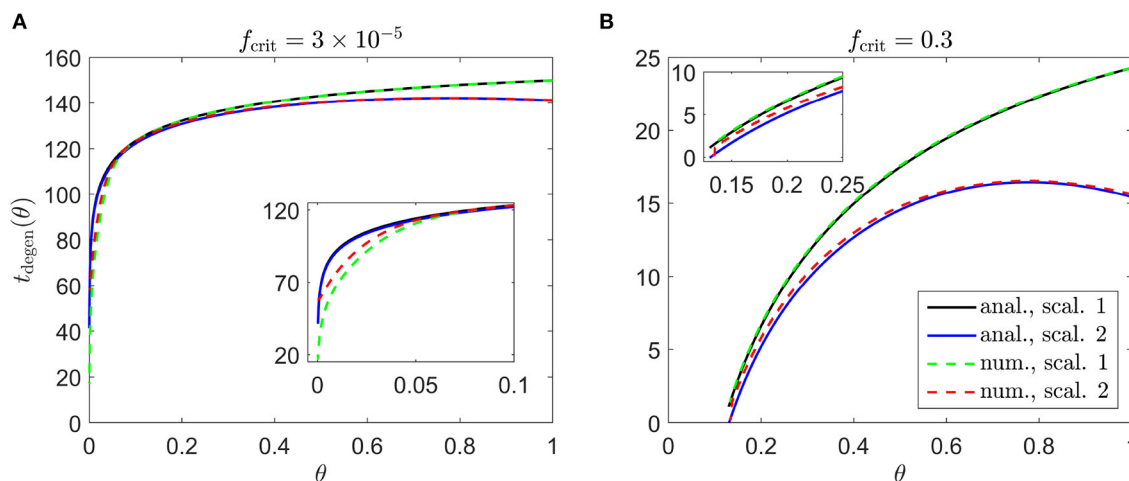 A
f_crit = 3 × 10^-5
t_degen(θ)
160
140
120
100
80
60
40
20
0
0 0.2 0.4 0.6 0.8 1
θ
120
70
20
0 0.05 0.1
B
f_crit = 0.3
25
20
15
10
5
0
0 0.2 0.4 0.6 0.8 1
θ
10
5
0
0.15 0.2 0.25
anal., scal. 1
anal., scal. 2
num., scal. 1
num., scal. 2